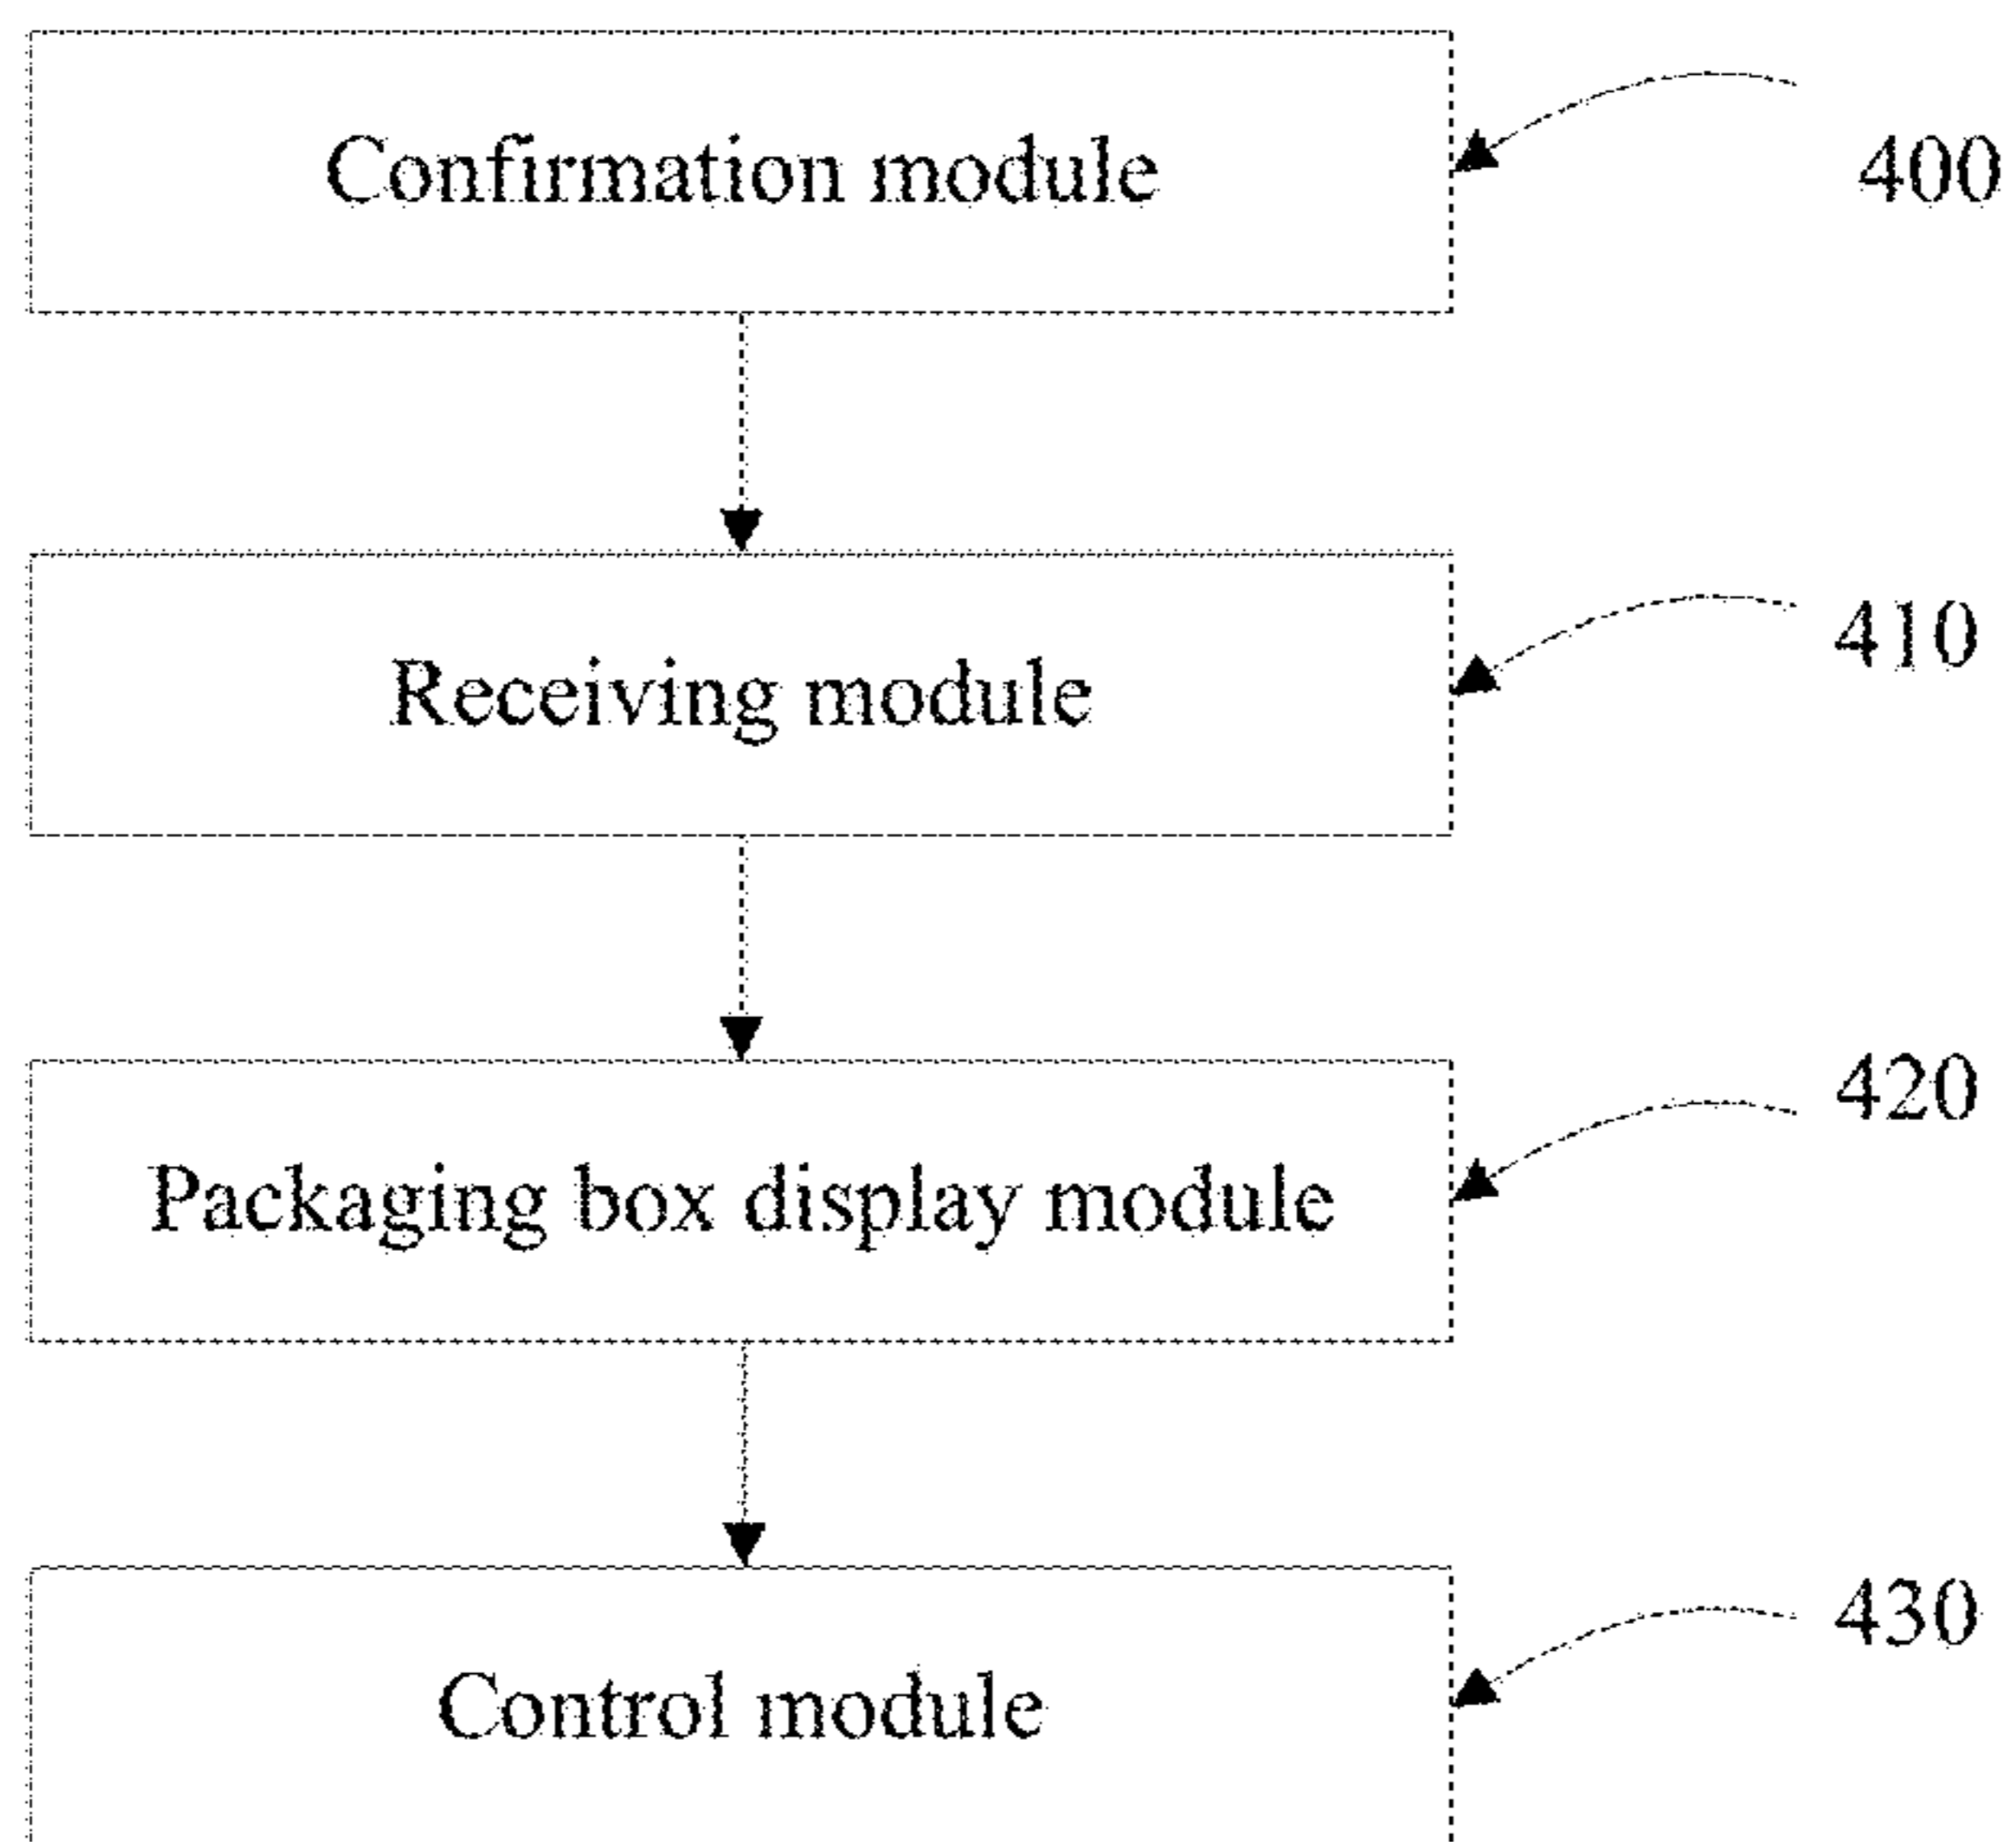 Confirmation module
400
Receiving module
410
Packaging box display module
420
Control module
430